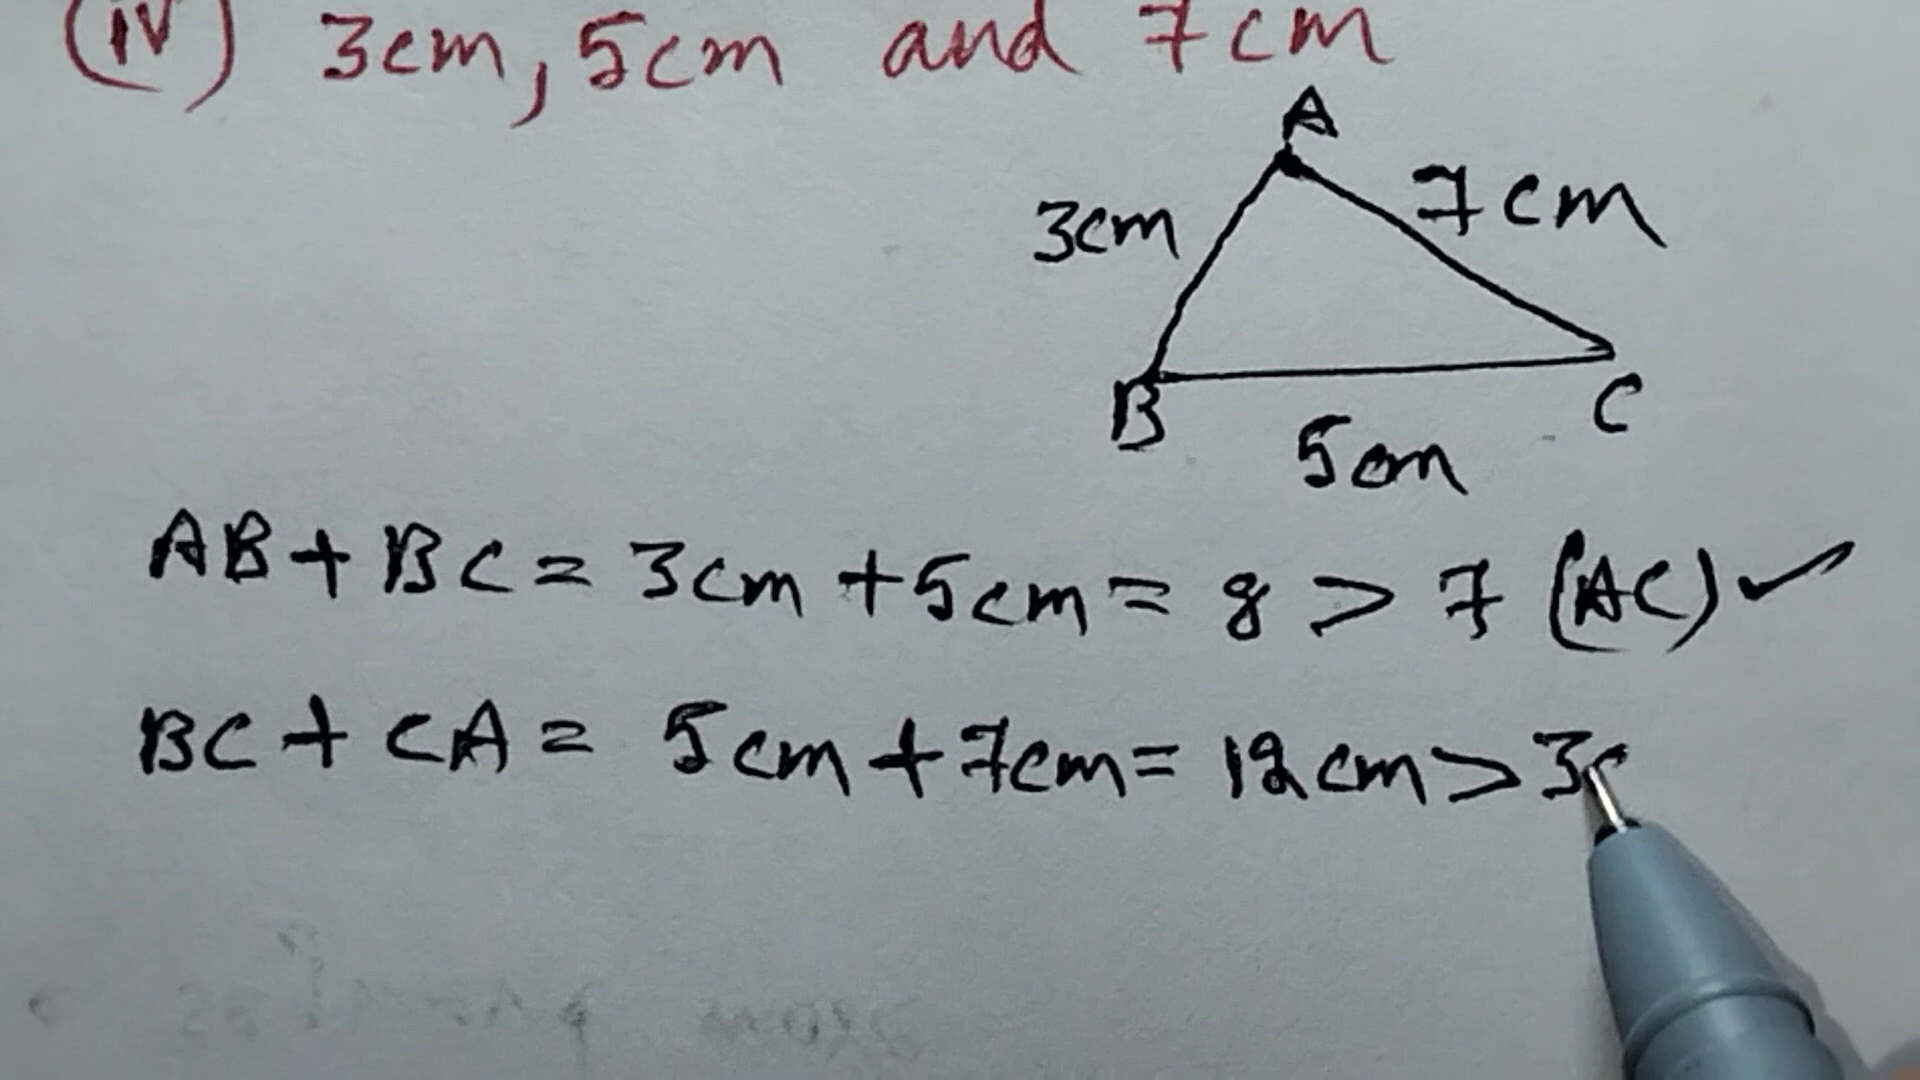 (iv) 3cm, 5cm and 7cm
A
3cm
7cm
B
C
5cm
AB + BC = 3cm + 5cm = 8 > 7 (AC) ✓
BC + CA = 5cm + 7cm = 12cm > 3c